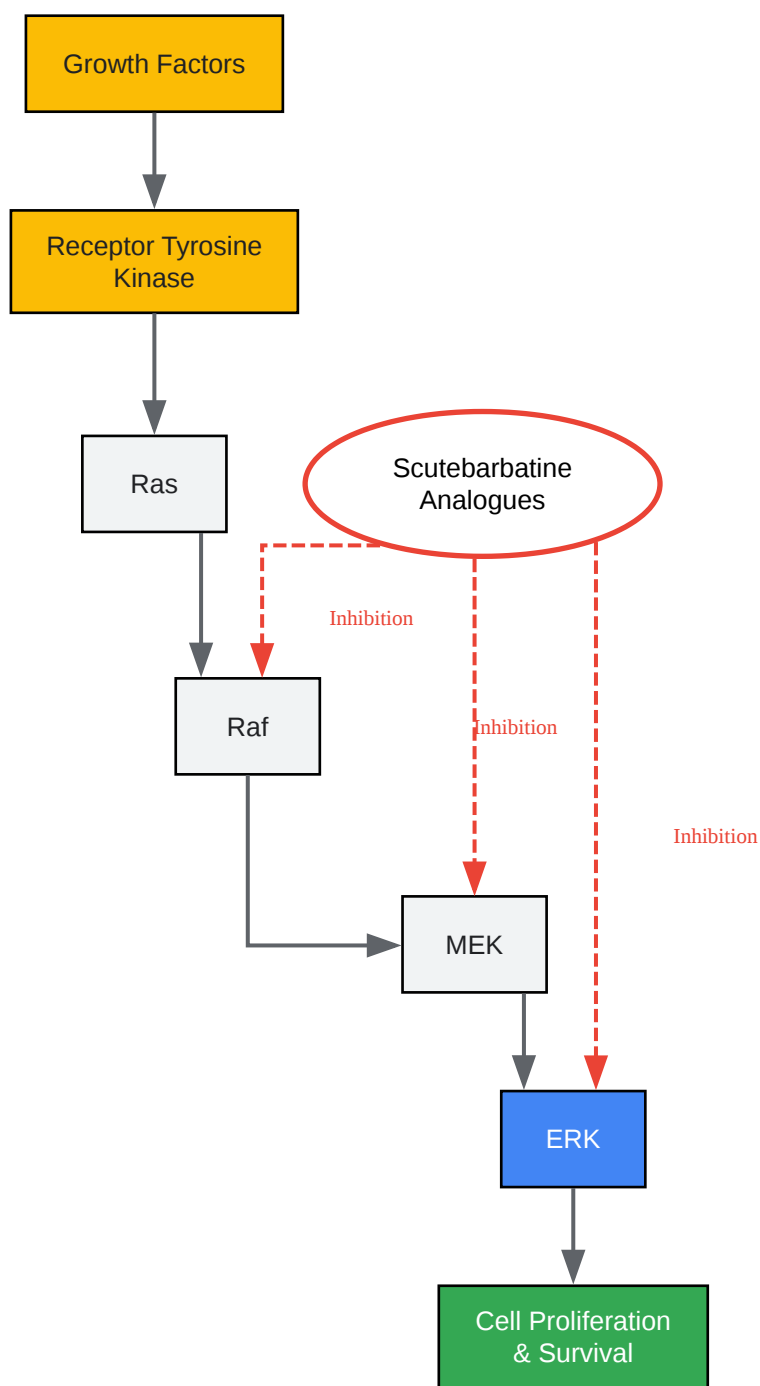 Growth Factors
Receptor Tyrosine
Kinase
Ras
Scutebarbatine
Analogues
Inhibition
Raf
Inhibition
Inhibition
MEK
ERK
Cell Proliferation
& Survival